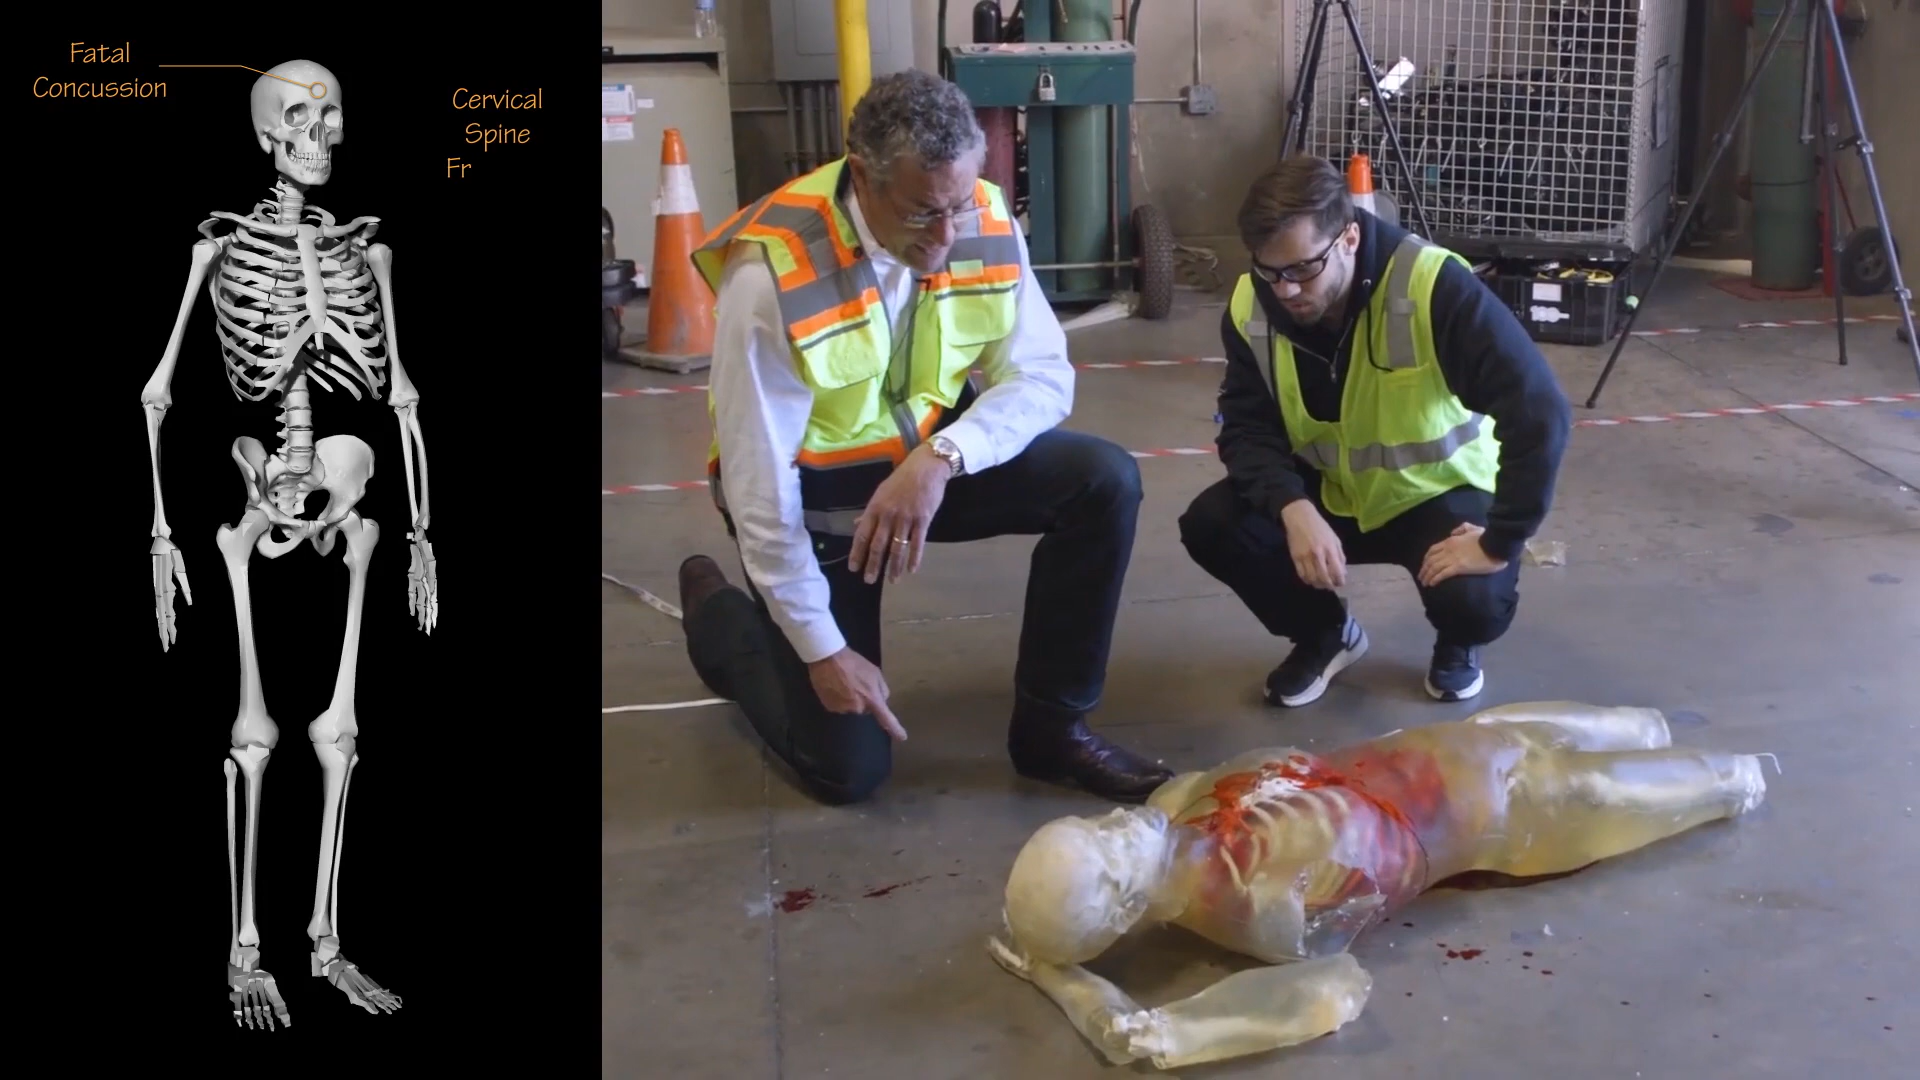 Fatal
Concussion
Cervical
Spine
Fr